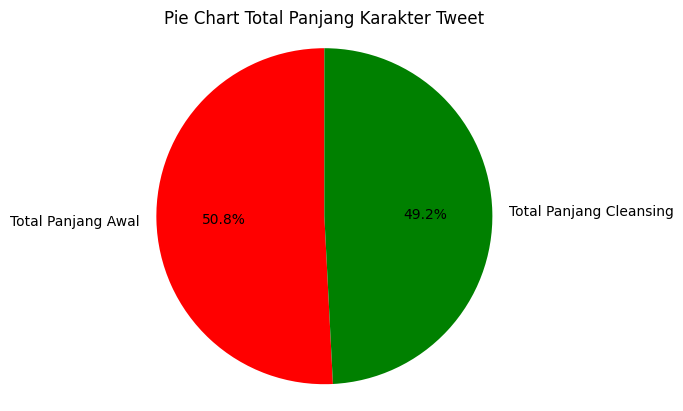 Pie Chart Total Panjang Karakter Tweet
Total Panjang Awal
50.8%
49.2%
Total Panjang Cleansing